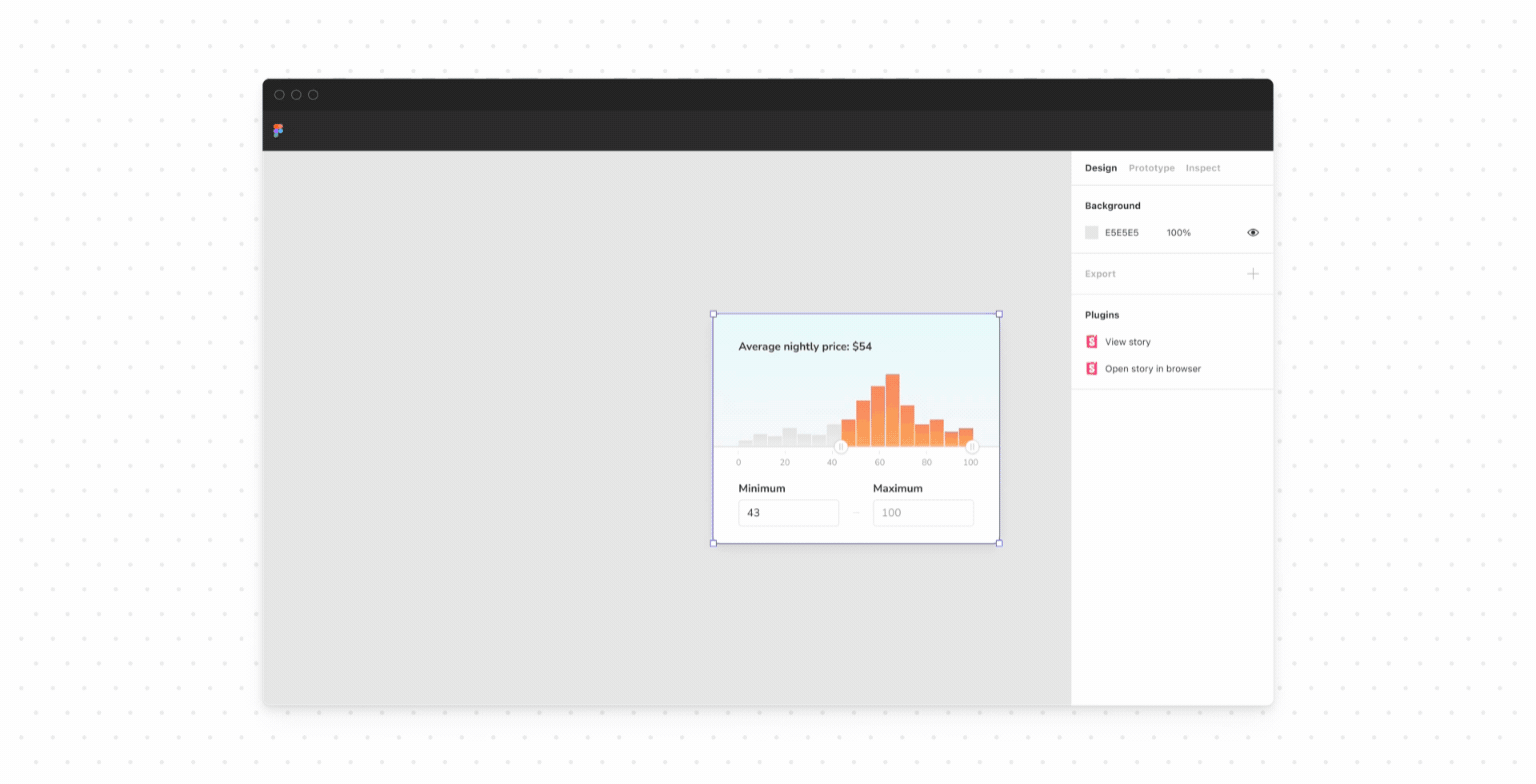 Design Prototype Inspect
Background
E5E5E5 100%
Export
Plugins
View story
Open story in browser
Average nightly price: $54
0 20 40 60 80 100
Minimum Maximum
43 – 100